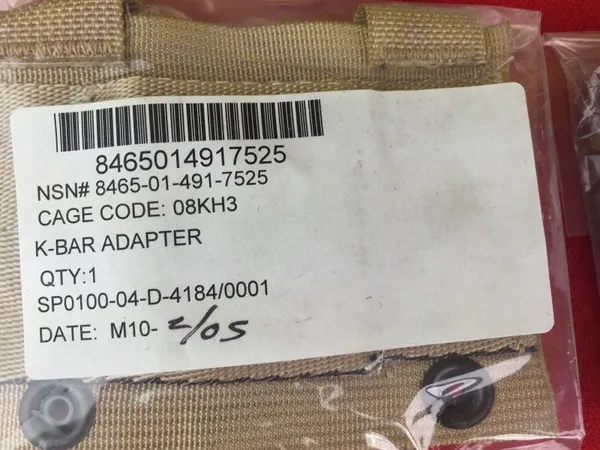 8465014917525
NSN# 8465-01-491-7525
CAGE CODE: 08KH3
K-BAR ADAPTER
QTY:1
SP0100-04-D-4184/0001
DATE: M10- 2/05